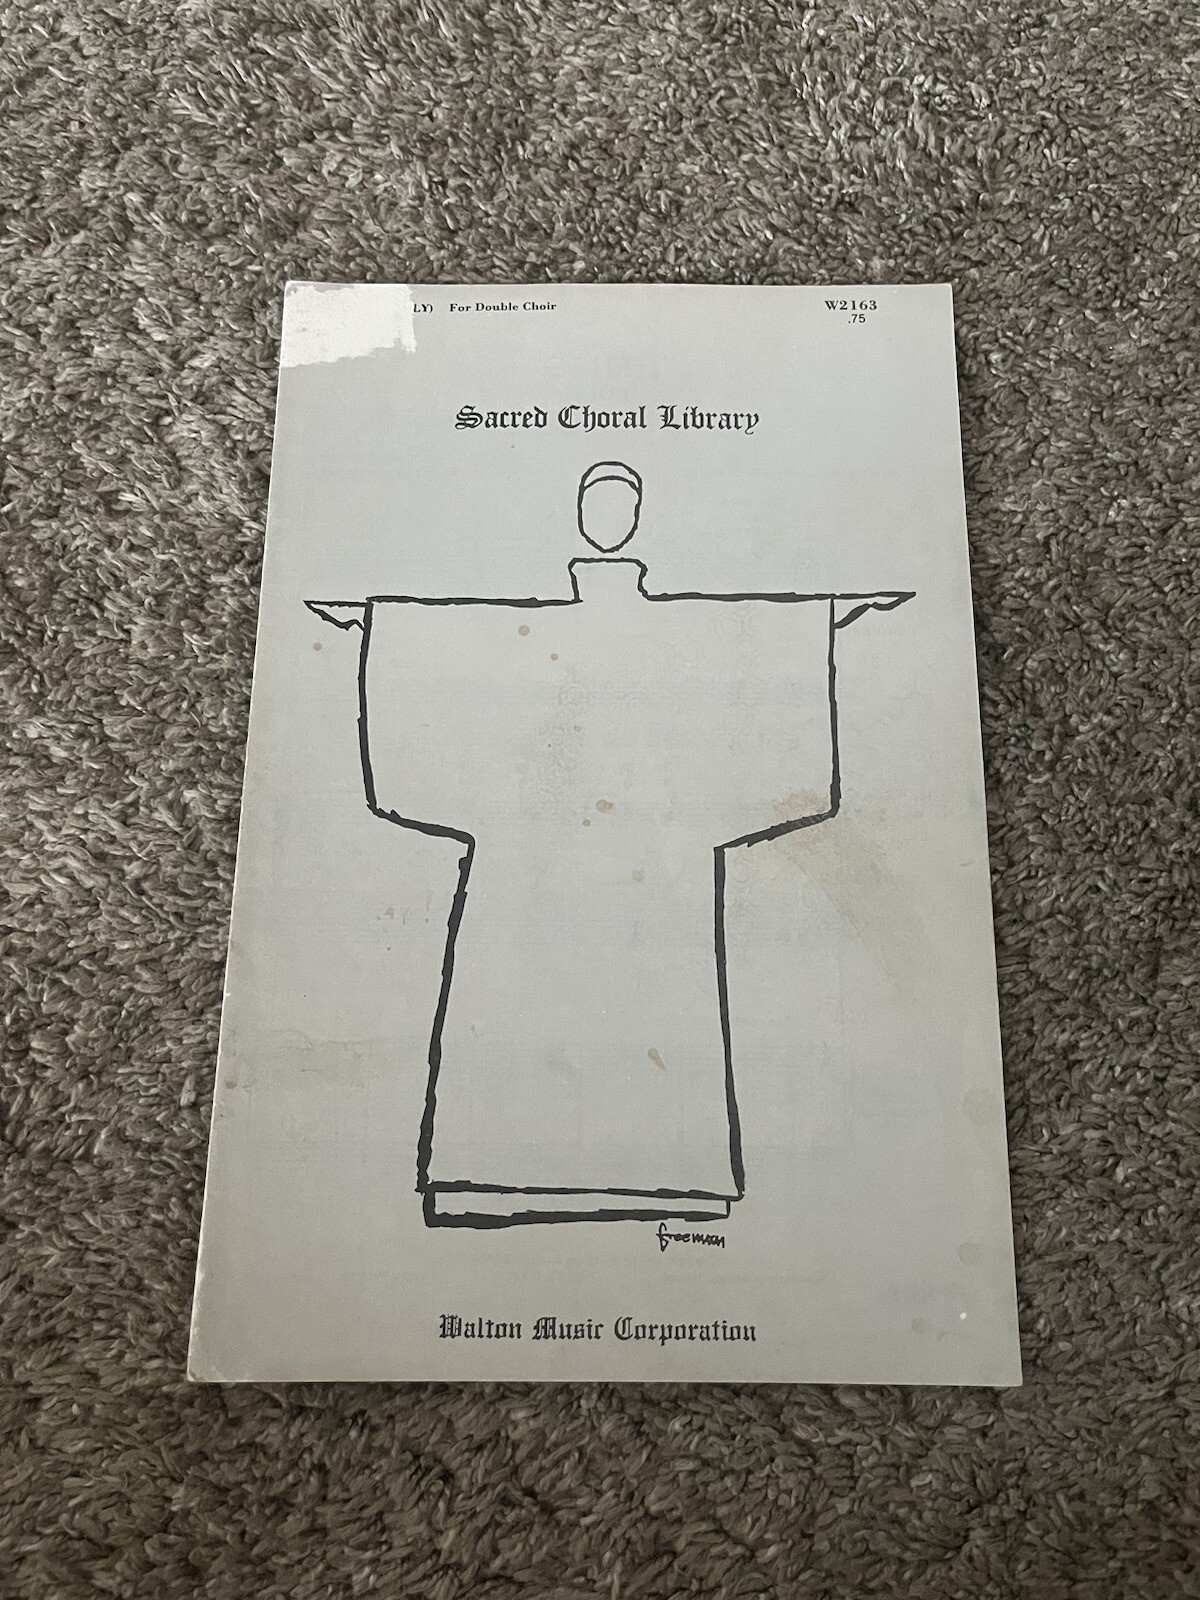 LY) For Double Choir
W2163
.75
Sacred Choral Library
freeman
Walton Music Corporation